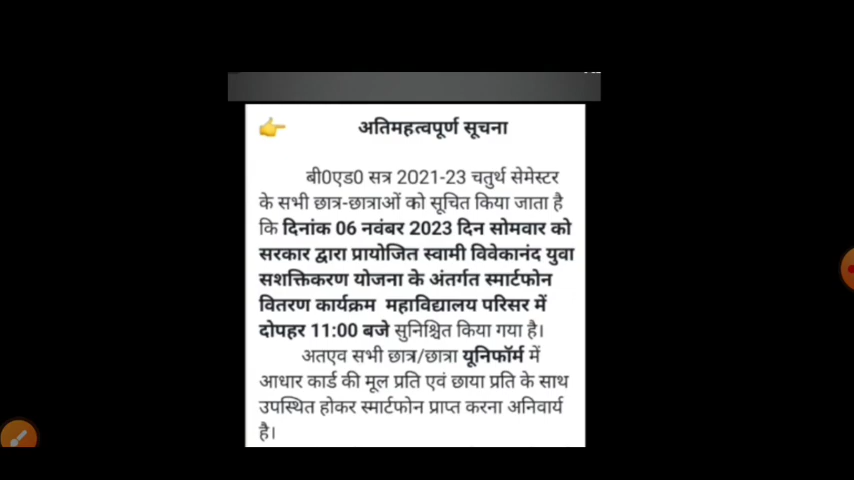 अतिमहत्वपूर्ण सूचना
बी0एड0 सत्र 2021-23 चतुर्थ सेमेस्टर
के सभी छात्र-छात्राओं को सूचित किया जाता है
कि दिनांक 06 नवंबर 2023 दिन सोमवार को
सरकार द्वारा प्रायोजित स्वामी विवेकानंद युवा
सशक्तिकरण योजना के अंतर्गत स्मार्टफोन
वितरण कार्यक्रम महाविद्यालय परिसर में
दोपहर 11:00 बजे सुनिश्चित किया गया है।
अतएव सभी छात्र/छात्रा यूनिफॉर्म में
आधार कार्ड की मूल प्रति एवं छाया प्रति के साथ
उपस्थित होकर स्मार्टफोन प्राप्त करना अनिवार्य
है।